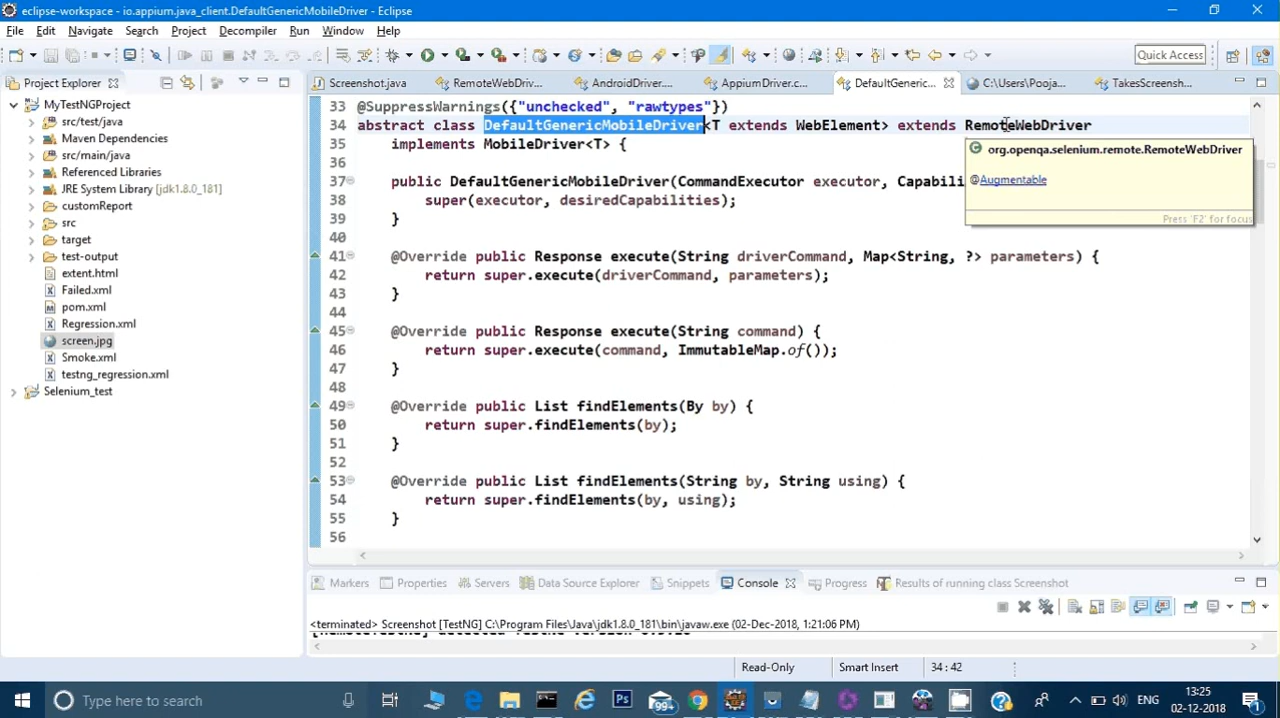 eclipse-workspace - io.appium.java_client.DefaultGenericMobileDriver - Eclipse
File Edit Navigate Search Project Decompiler Run Window Help
Quick Access
Project Explorer
MyTestNGProject
src/test/java
Maven Dependencies
src/main/java
Referenced Libraries
JRE System Library [jdk1.8.0_181]
customReport
src
target
test-output
extent.html
Failed.xml
pom.xml
Regression.xml
screen.jpg
Smoke.xml
testng_regression.xml
Selenium_test
Screenshot.java RemoteWebDriv... AndroidDriver.... AppiumDriver.c... DefaultGeneric... C:\Users\Pooja... TakesScreensh...
33 @SuppressWarnings({"unchecked", "rawtypes"})
34 abstract class DefaultGenericMobileDriver<T extends WebElement> extends RemoteWebDriver
35 implements MobileDriver<T> {
36
37 public DefaultGenericMobileDriver(CommandExecutor executor, Capabili
38 super(executor, desiredCapabilities);
39 }
40
41 @Override public Response execute(String driverCommand, Map<String, ?> parameters) {
42 return super.execute(driverCommand, parameters);
43 }
44
45 @Override public Response execute(String command) {
46 return super.execute(command, ImmutableMap.of());
47 }
48
49 @Override public List findElements(By by) {
50 return super.findElements(by);
51 }
52
53 @Override public List findElements(String by, String using) {
54 return super.findElements(by, using);
55 }
56
org.openqa.selenium.remote.RemoteWebDriver
@Augmentable
Press 'F2' for focus
Markers Properties Servers Data Source Explorer Snippets Console Progress Results of running class Screenshot
<terminated> Screenshot [TestNG] C:\Program Files\Java\jdk1.8.0_181\bin\javaw.exe (02-Dec-2018, 1:21:06 PM)
Read-Only Smart Insert 34 : 42
Type here to search
Ps
99+
ENG
13:25
02-12-2018
1